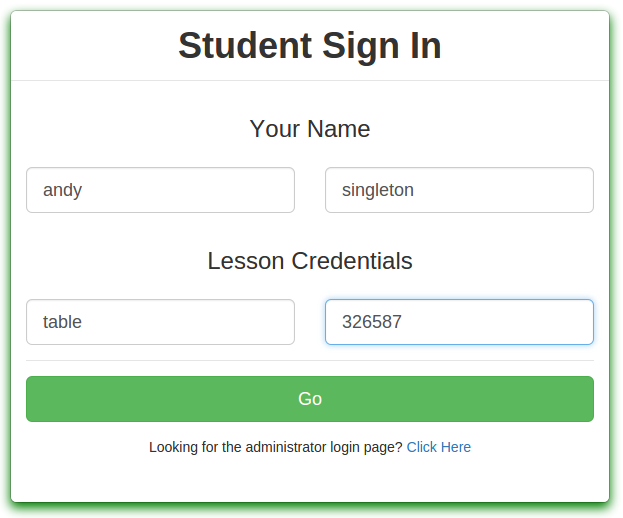 Student Sign In
Your Name
andy singleton
Lesson Credentials
table 326587
Go
Looking for the administrator login page? Click Here